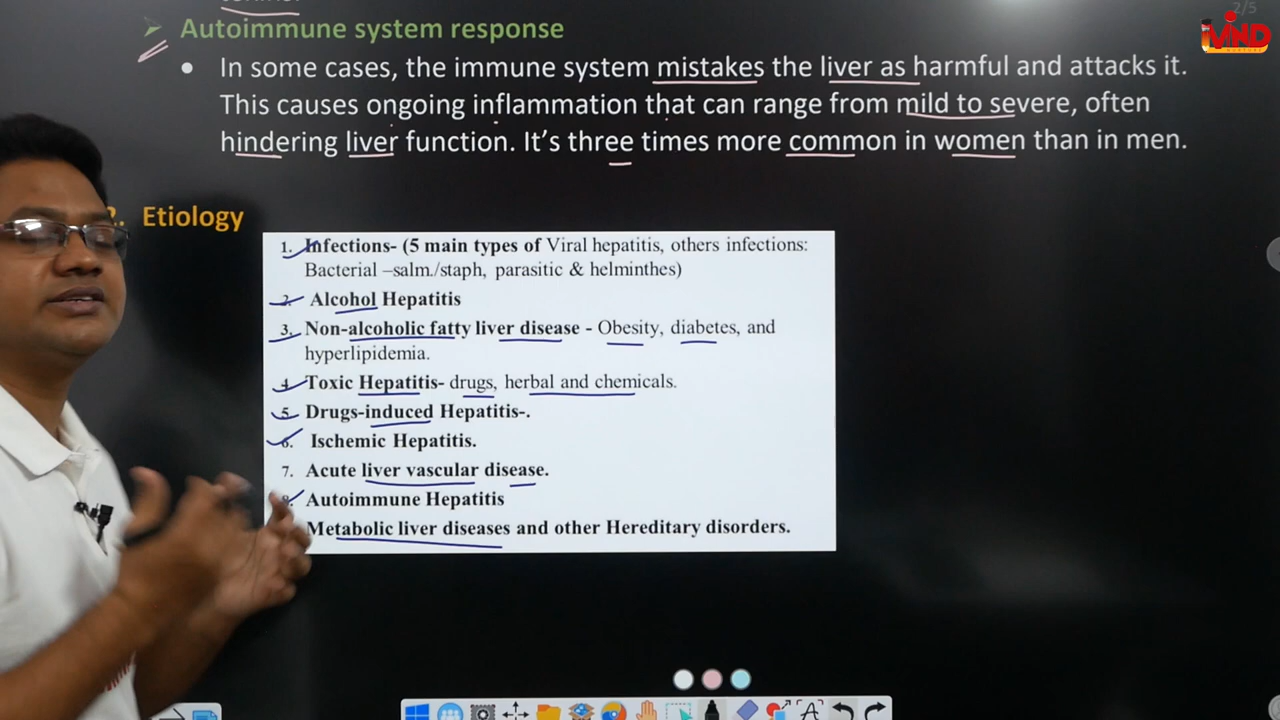 2/5
iVIND
➢ Autoimmune system response
• In some cases, the immune system mistakes the liver as harmful and attacks it.
This causes ongoing inflammation that can range from mild to severe, often
hindering liver function. It's three times more common in women than in men.
2. Etiology
1. Infections- (5 main types of Viral hepatitis, others infections:
Bacterial –salm./staph, parasitic & helminthes)
2. Alcohol Hepatitis
3. Non-alcoholic fatty liver disease - Obesity, diabetes, and
hyperlipidemia.
4. Toxic Hepatitis- drugs, herbal and chemicals.
5. Drugs-induced Hepatitis-.
6. Ischemic Hepatitis.
7. Acute liver vascular disease.
8. Autoimmune Hepatitis
Metabolic liver diseases and other Hereditary disorders.